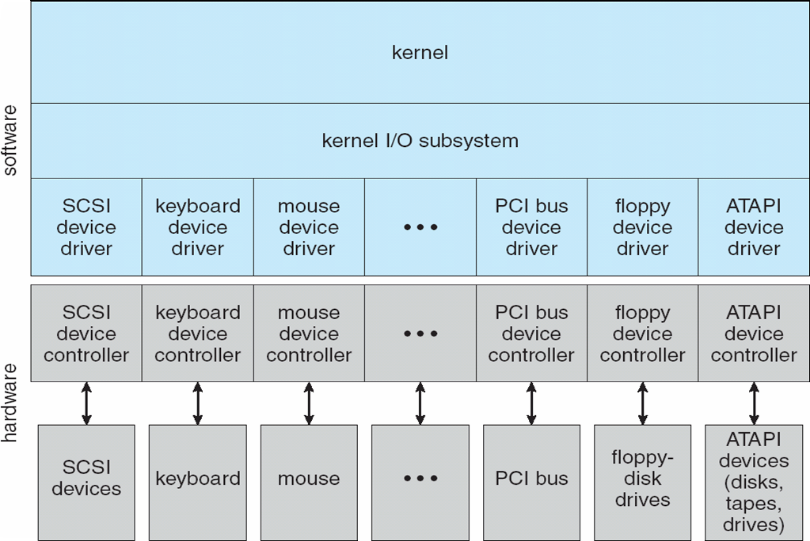 software
kernel
kernel I/O subsystem
SCSI
device
driver
keyboard
device
driver
mouse
device
driver
•••
PCI bus
device
driver
floppy
device
driver
ATAPI
device
driver
hardware
SCSI
device
controller
keyboard
device
controller
mouse
device
controller
•••
PCI bus
device
controller
floppy
device
controller
ATAPI
device
controller
SCSI
devices
keyboard
mouse
•••
PCI bus
floppy-
disk
drives
ATAPI
devices
(disks,
tapes,
drives)